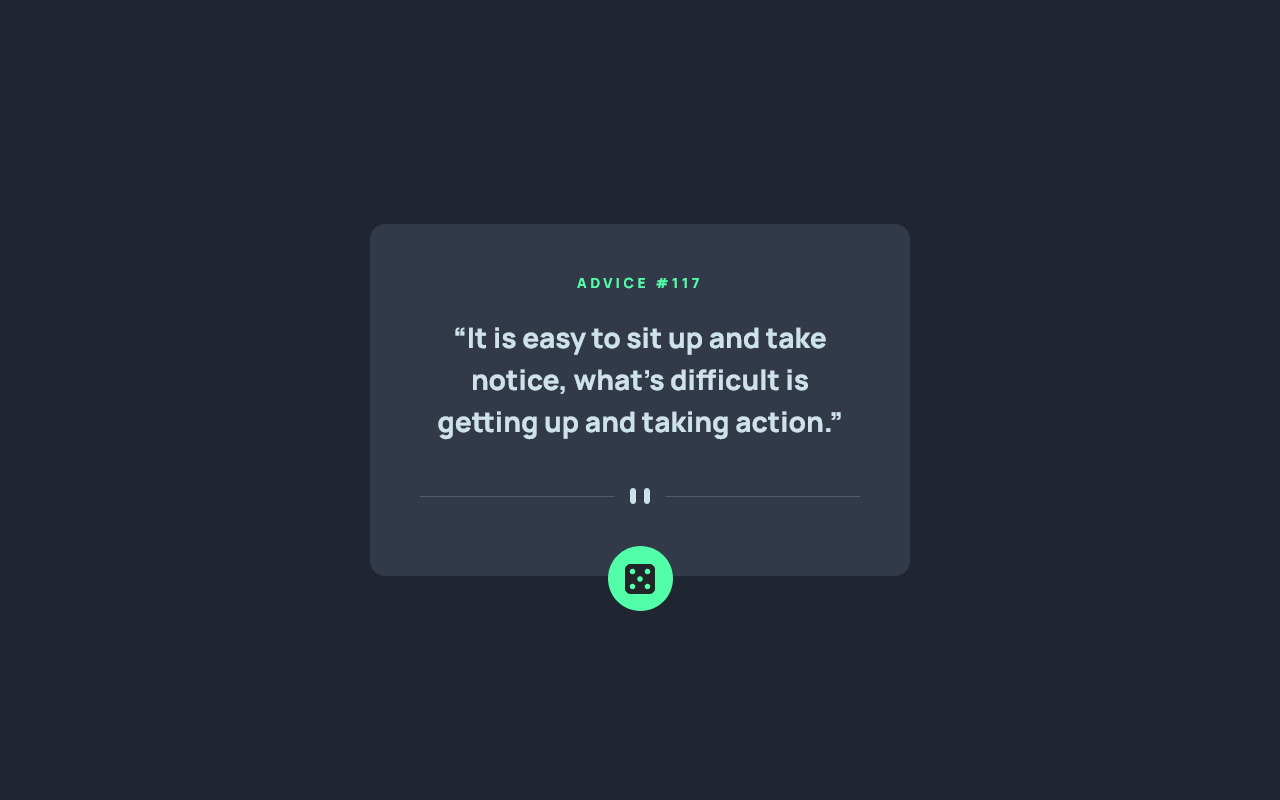 ADVICE #117
“It is easy to sit up and take
notice, what’s difficult is
getting up and taking action.”